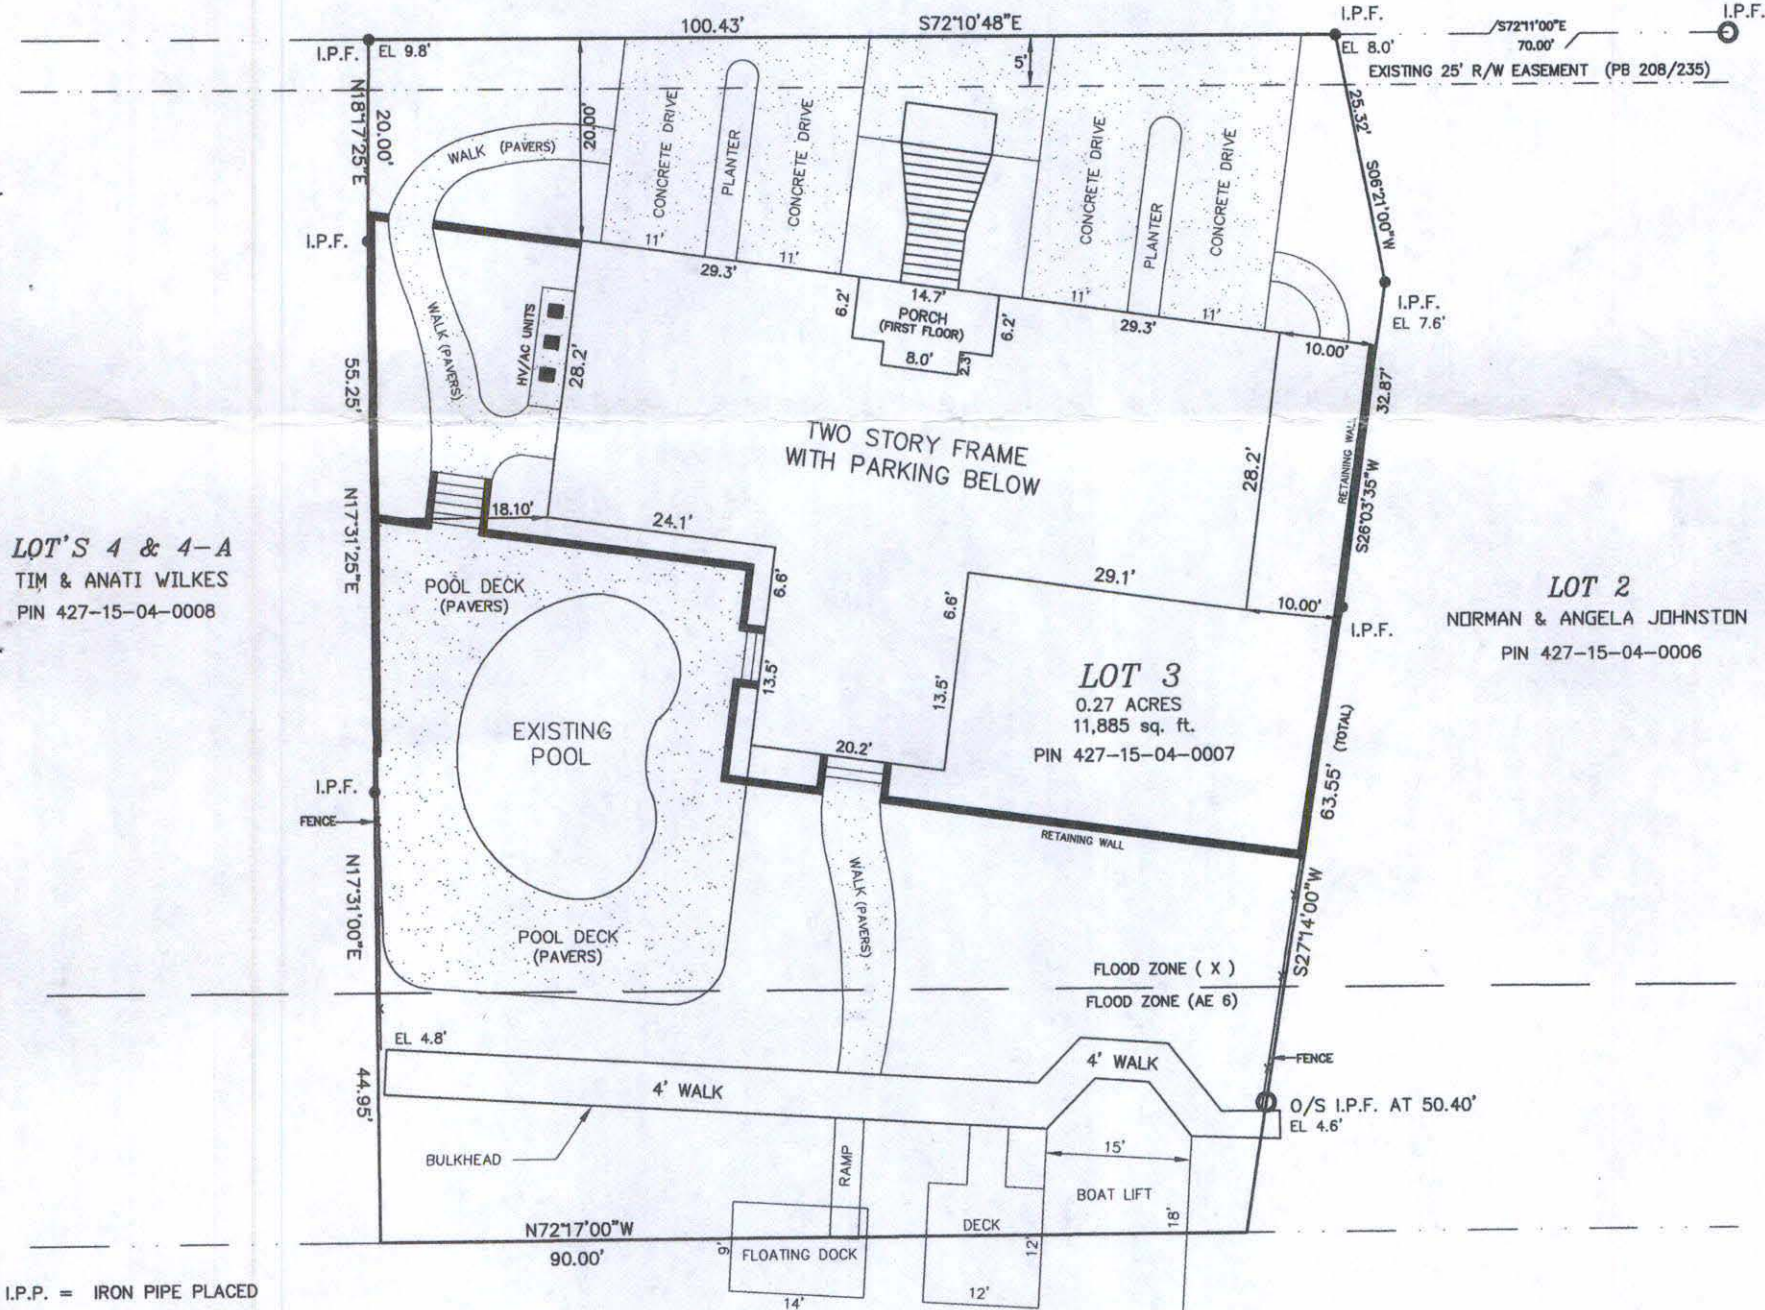 100.43'
S72°10'48"E
I.P.F.
I.P.F.
I.P.F.
EL 9.8'
EL 8.0'
S72°11'00"E
70.00'
EXISTING 25' R/W EASEMENT (PB 208/235)
5'
N18°17'25"E
20.00'
20.00'
25.32'
S06°21'00"W
WALK (PAVERS)
CONCRETE DRIVE
PLANTER
CONCRETE DRIVE
CONCRETE DRIVE
PLANTER
CONCRETE DRIVE
I.P.F.
11'
29.3'
11'
11'
29.3'
11'
I.P.F.
EL 7.6'
6.2'
14.7'
PORCH
(FIRST FLOOR)
6.2'
8.0'
2.3'
10.00'
WALK (PAVERS)
HV/AC UNITS
28.2'
55.25'
32.87'
RETAINING WALL
S26°03'35"W
TWO STORY FRAME
WITH PARKING BELOW
28.2'
N17°31'25"E
18.10'
24.1'
LOT'S 4 & 4-A
TIM & ANATI WILKES
PIN 427-15-04-0008
POOL DECK
(PAVERS)
6.6'
6.6'
29.1'
10.00'
I.P.F.
LOT 2
NORMAN & ANGELA JOHNSTON
PIN 427-15-04-0006
13.5'
13.5'
LOT 3
0.27 ACRES
11,885 sq. ft.
PIN 427-15-04-0007
EXISTING
POOL
20.2'
63.55' (TOTAL)
I.P.F.
FENCE
RETAINING WALL
N17°31'00"E
WALK (PAVERS)
S27°14'00"W
POOL DECK
(PAVERS)
FLOOD ZONE ( X )
FLOOD ZONE (AE 6)
EL 4.8'
4' WALK
4' WALK
FENCE
44.95'
O/S I.P.F. AT 50.40'
EL 4.6'
BULKHEAD
RAMP
15'
BOAT LIFT
18'
N72°17'00"W
90.00'
9'
FLOATING DOCK
14'
DECK
12'
12'
I.P.P. = IRON PIPE PLACED